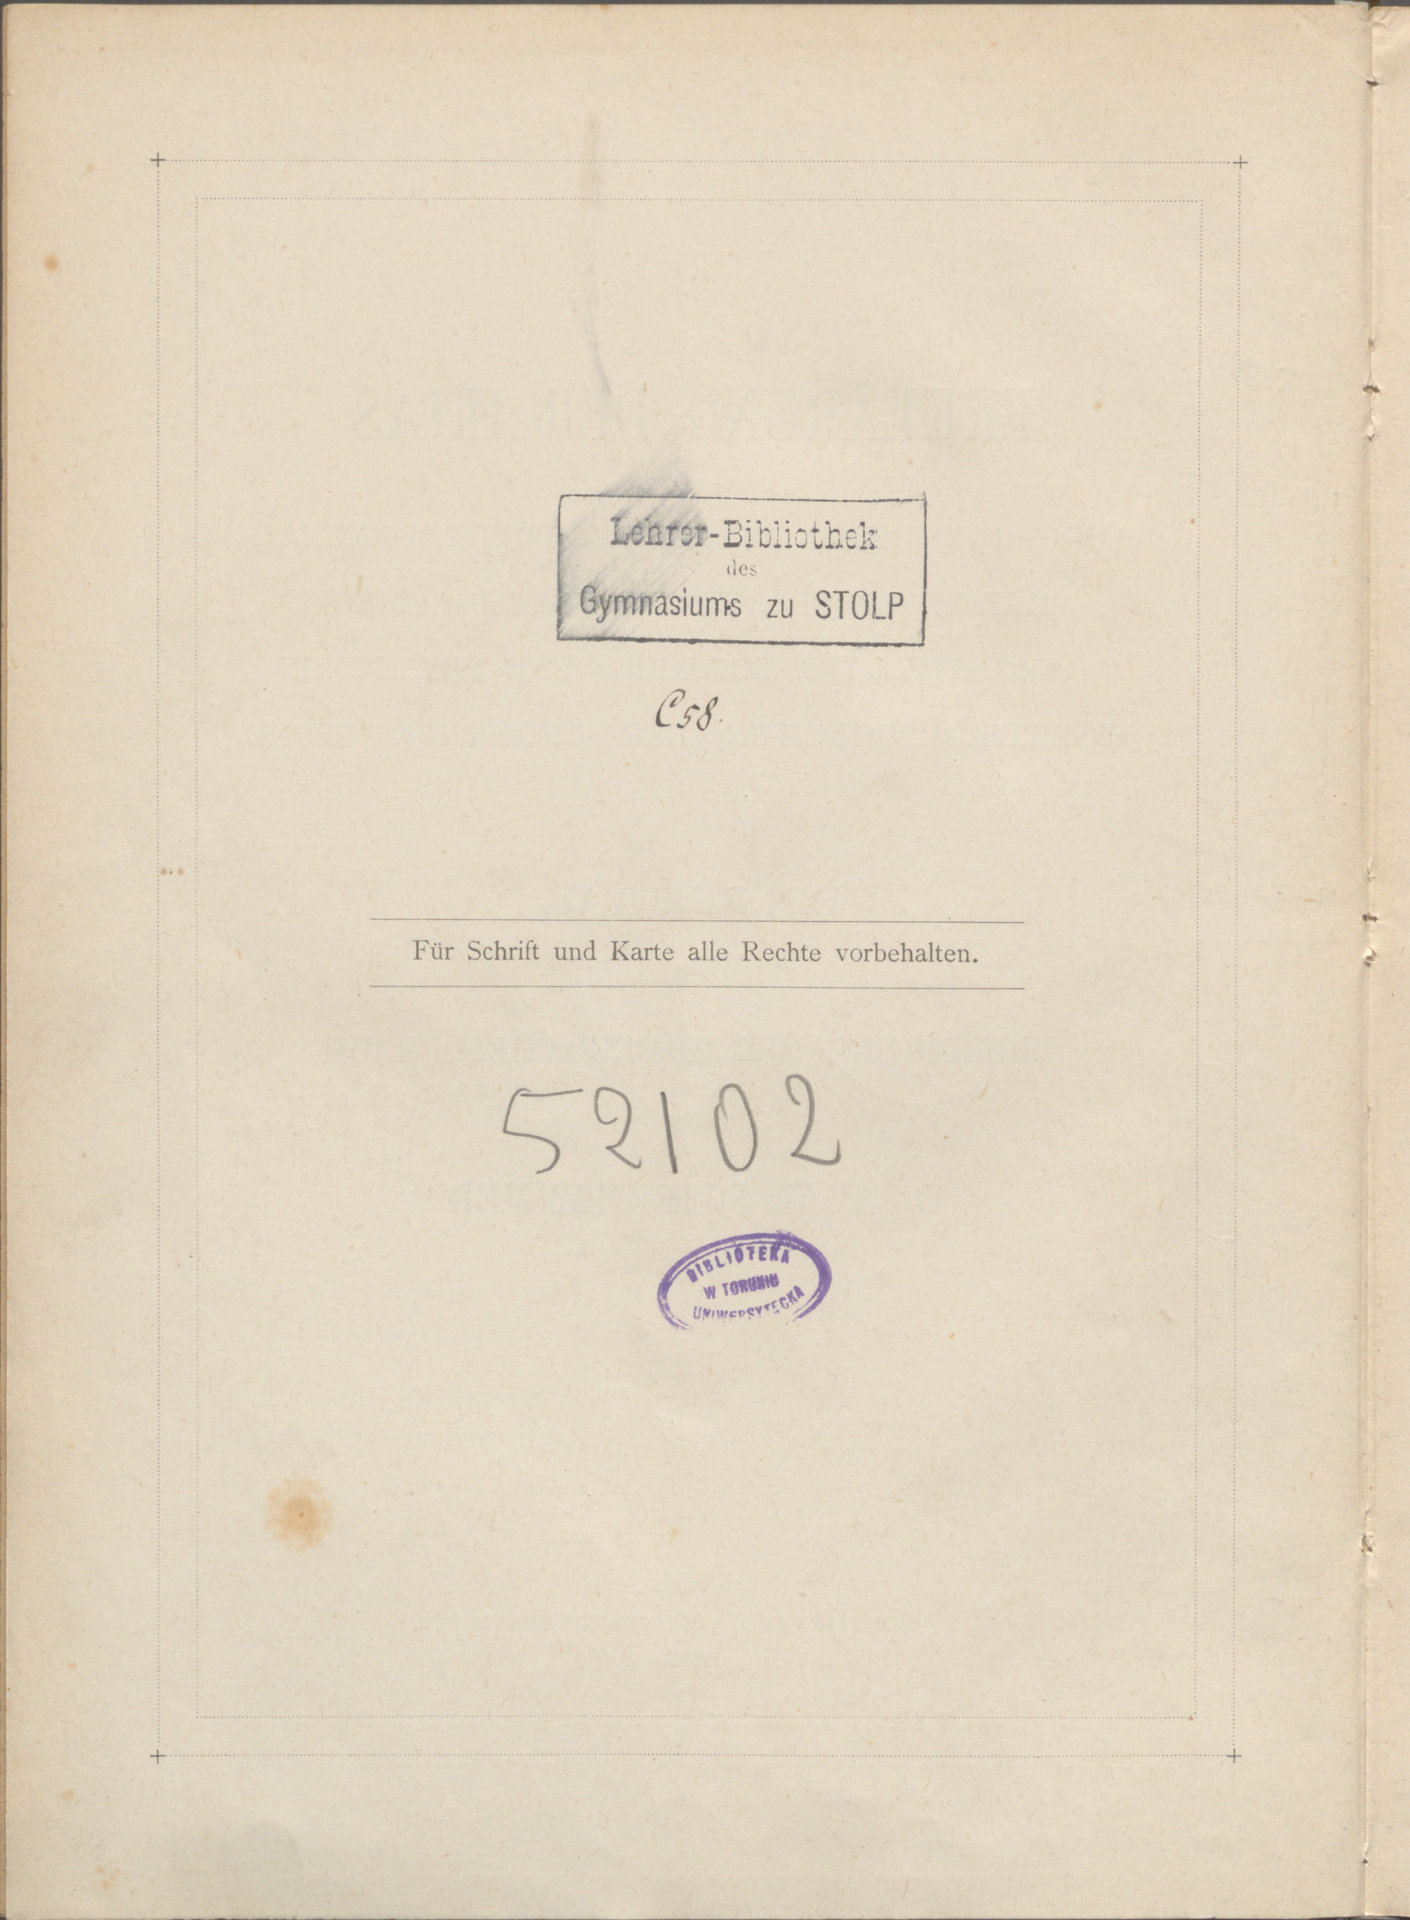 Lehrer-Bibliothek
des
Gymnasiums zu STOLP
C58.
Für Schrift und Karte alle Rechte vorbehalten.
52102
BIBLIOTEKA
W TORUNIU
UNIWERSYTECKA